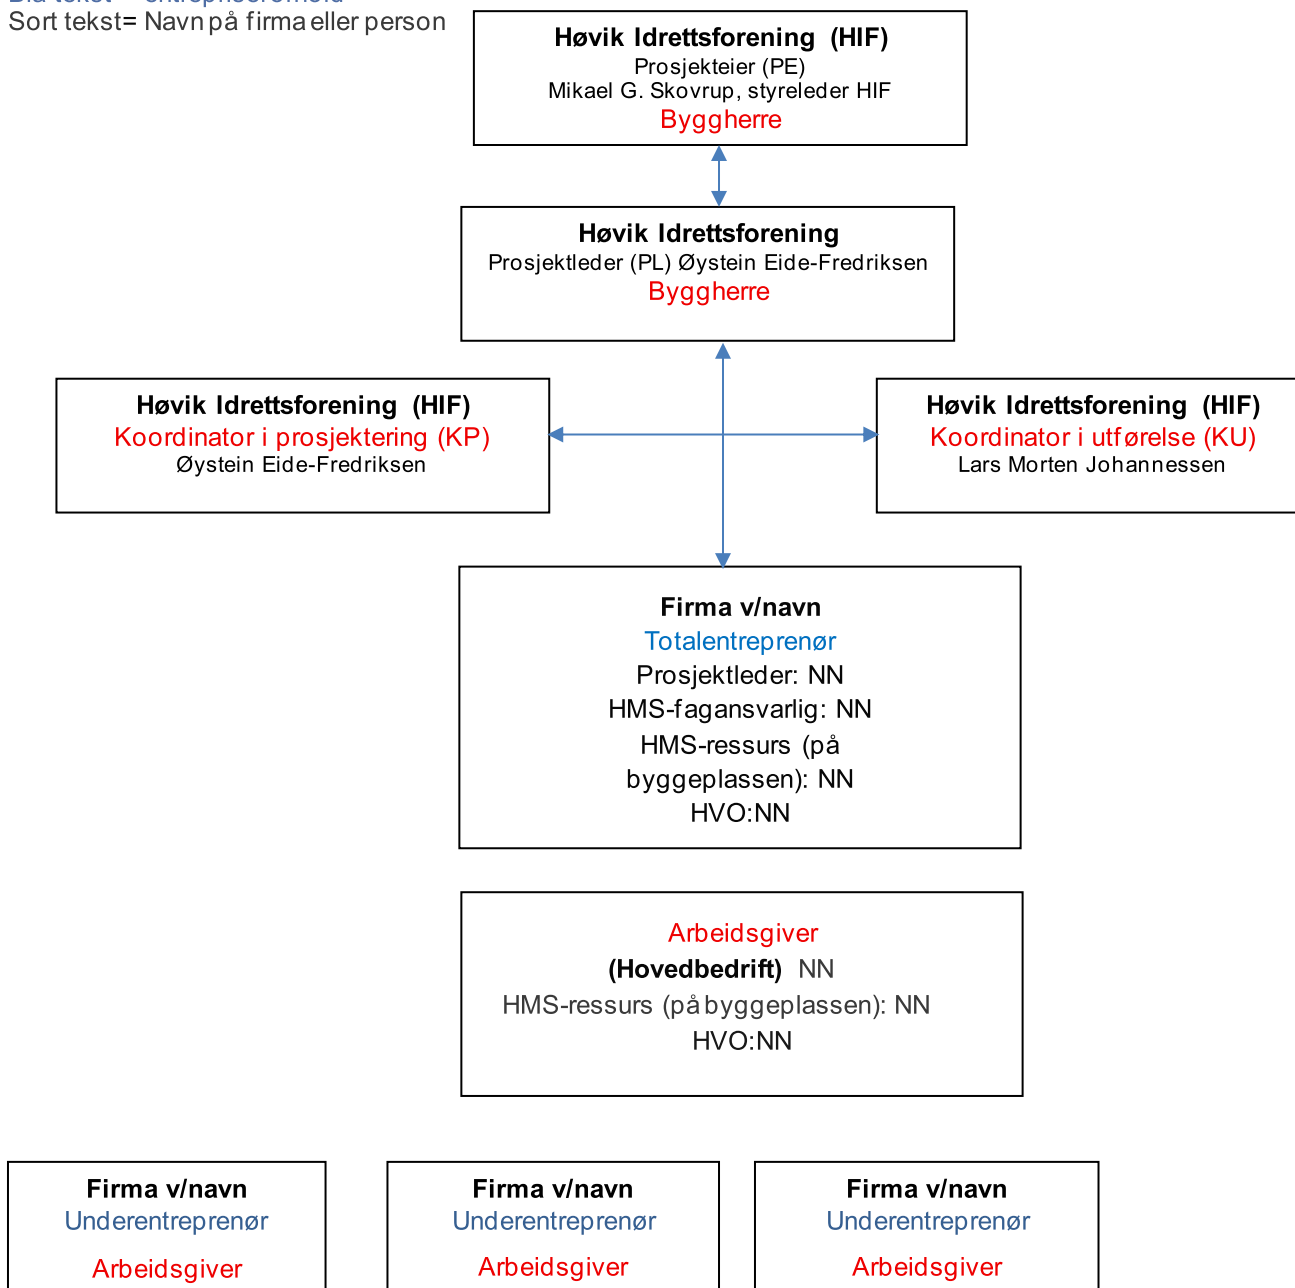 Sort tekst= Navn på firma eller person
Høvik Idrettsforening (HIF)
Prosjekteier (PE)
Mikael G. Skovrup, styreleder HIF
Byggherre
Høvik Idrettsforening
Prosjektleder (PL) Øystein Eide-Fredriksen
Byggherre
Høvik Idrettsforening (HIF)
Koordinator i prosjektering (KP)
Øystein Eide-Fredriksen
Høvik Idrettsforening (HIF)
Koordinator i utførelse (KU)
Lars Morten Johannessen
Firma v/navn
Totalentreprenør
Prosjektleder: NN
HMS-fagansvarlig: NN
HMS-ressurs (på
byggeplassen): NN
HVO:NN
Arbeidsgiver
(Hovedbedrift) NN
HMS-ressurs (på byggeplassen): NN
HVO:NN
Firma v/navn
Underentreprenør
Arbeidsgiver
Firma v/navn
Underentreprenør
Arbeidsgiver
Firma v/navn
Underentreprenør
Arbeidsgiver